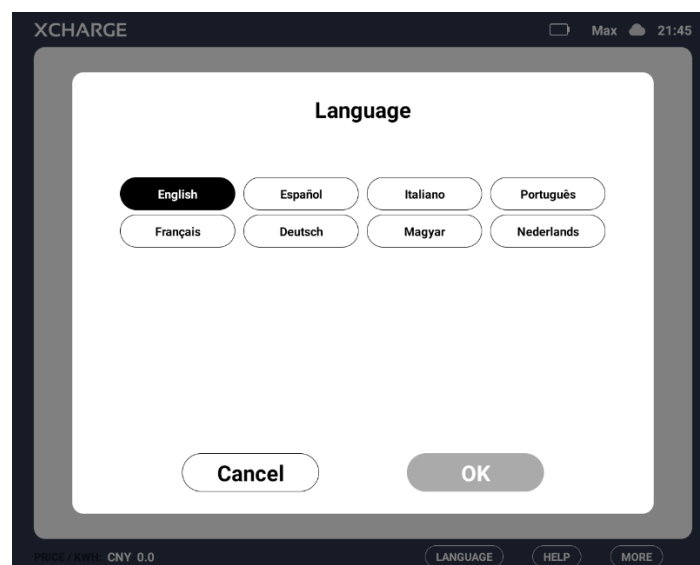 XCHARGE Max 21:45
Language
English Español Italiano Português
Français Deutsch Magyar Nederlands
Cancel OK
PRICE / KWH: CNY 0.0 LANGUAGE HELP MORE